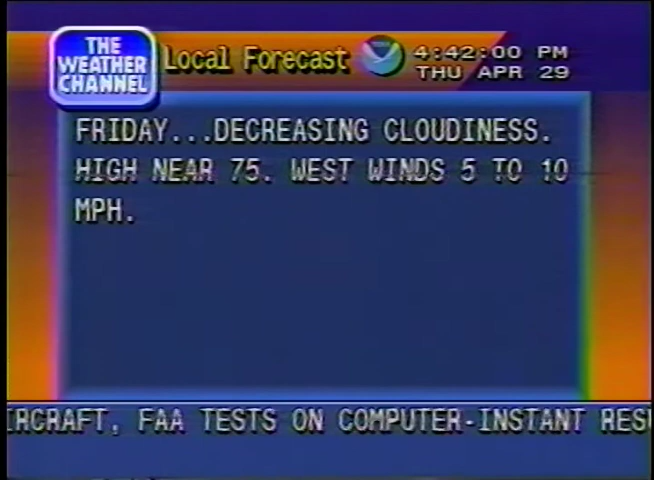 THE
WEATHER
CHANNEL
Local Forecast
4:42:00 PM
THU APR 29
FRIDAY...DECREASING CLOUDINESS.
HIGH NEAR 75. WEST WINDS 5 TO 10
MPH.
IRCRAFT, FAA TESTS ON COMPUTER-INSTANT RESU